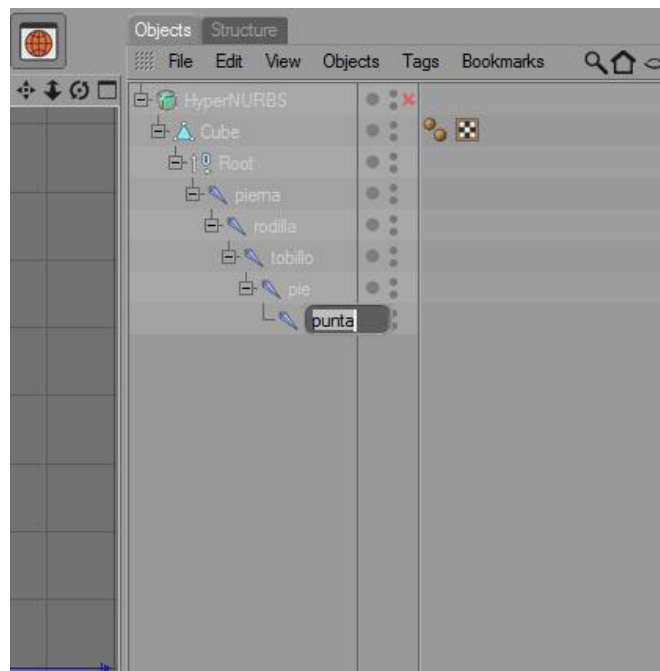 Objects Structure
File Edit View Objects Tags Bookmarks
HyperNURBS
Cube
Root
pierna
rodilla
tobillo
pie
punta